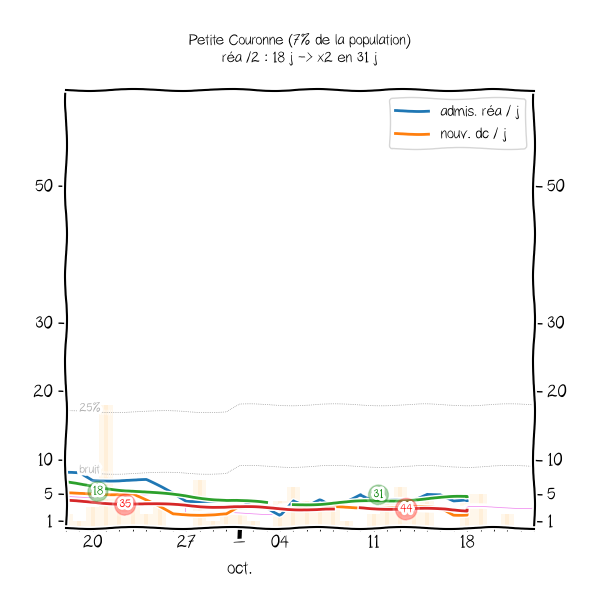 Petite Couronne (7% de la population)
réa /2 : 18 j -> x2 en 31 j
admis. réa / j
nouv. dc / j
50 50
30 30
25%
20 20
bruit
10 10
18 31
5 5
35 44
1 1
20 27 1 04 11 18
oct.